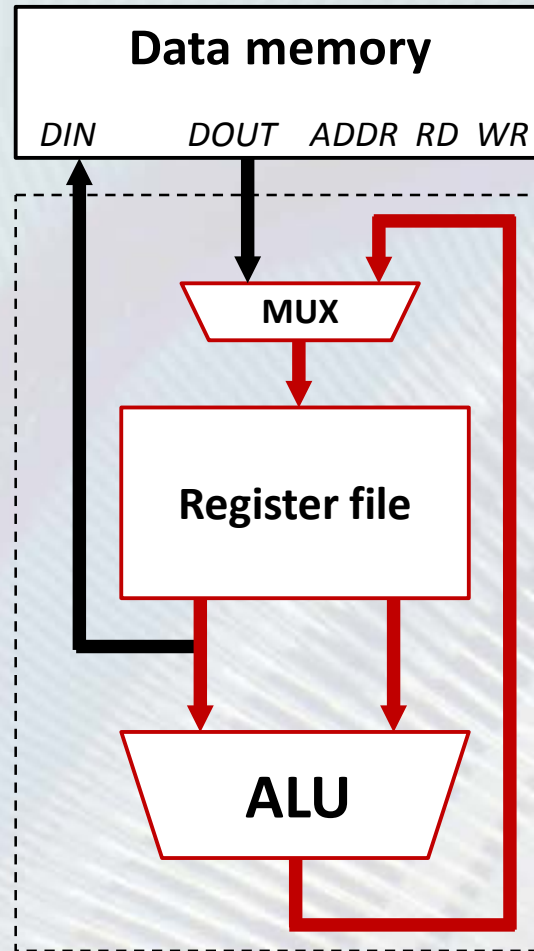 Data memory
DIN DOUT ADDR RD WR
MUX
Register file
ALU